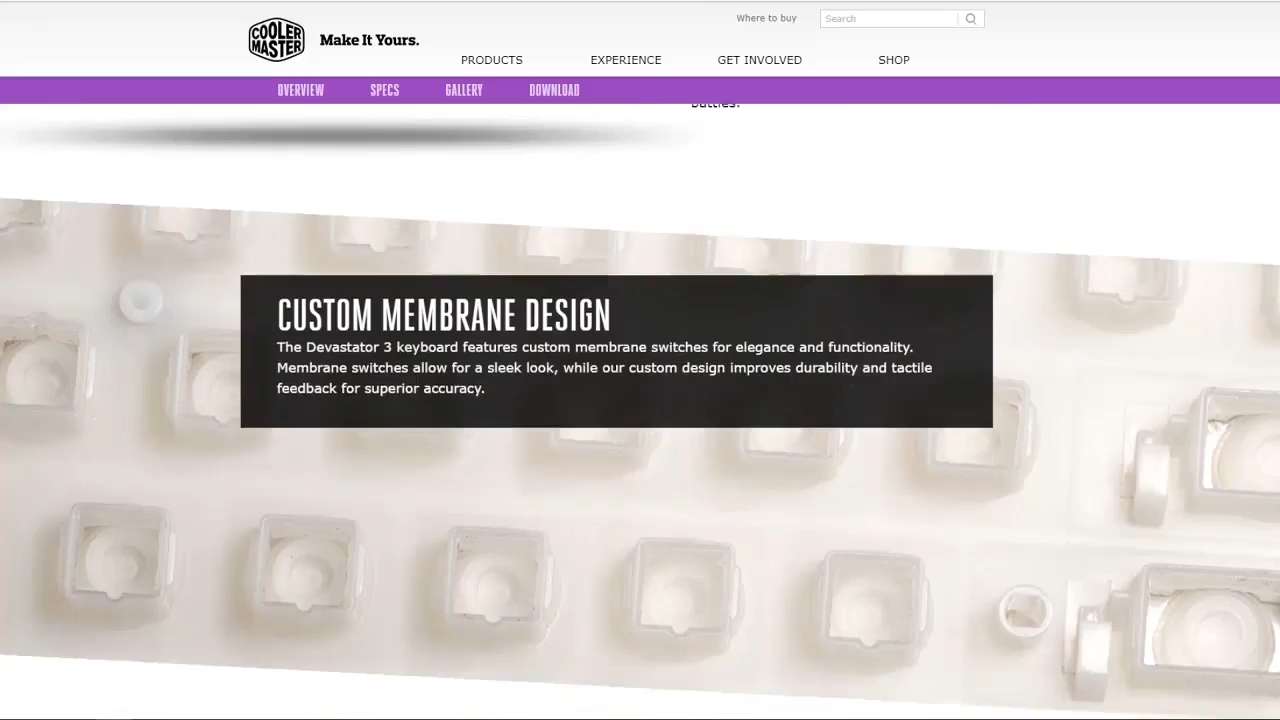 COOLER
MASTER
Make It Yours.
Where to buy
Search
PRODUCTS EXPERIENCE GET INVOLVED SHOP
OVERVIEW SPECS GALLERY DOWNLOAD
battles.
CUSTOM MEMBRANE DESIGN
The Devastator 3 keyboard features custom membrane switches for elegance and functionality.
Membrane switches allow for a sleek look, while our custom design improves durability and tactile
feedback for superior accuracy.